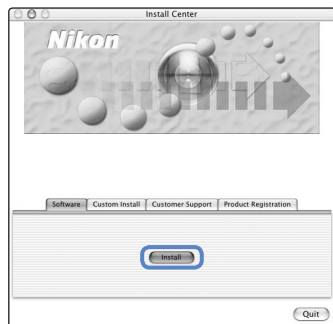 Install Center
Nikon
Software Custom Install Customer Support Product Registration
Install
Quit